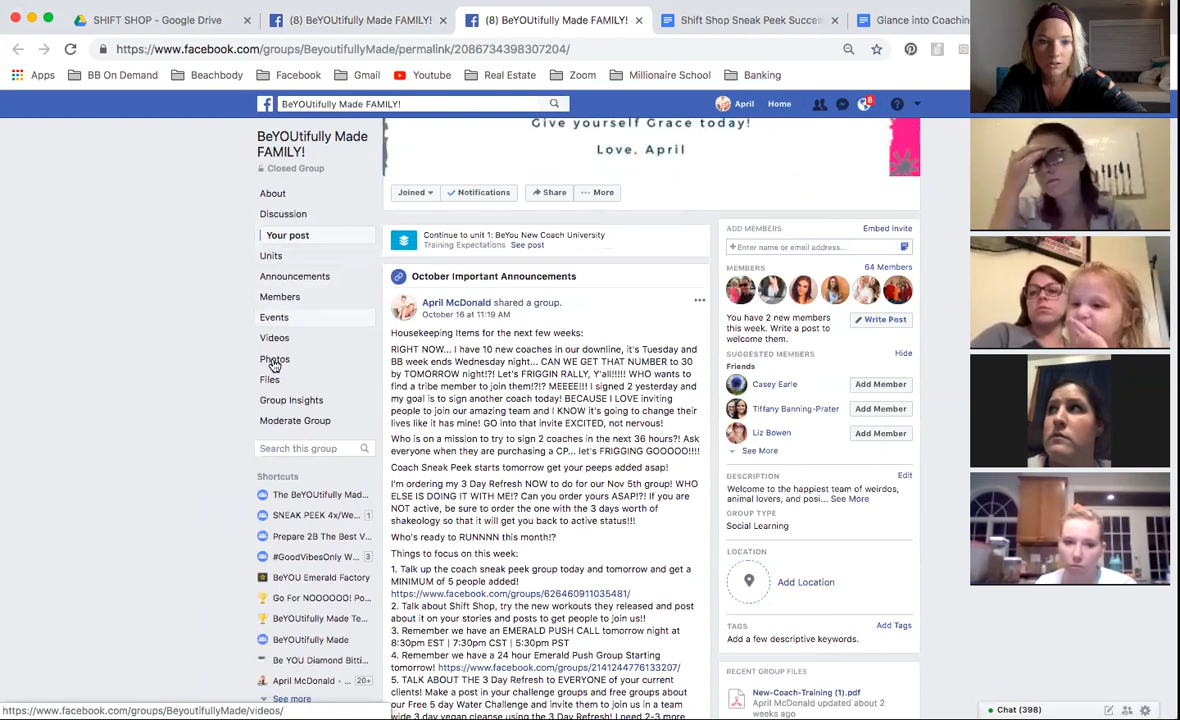 SHIFT SHOP - Google Drive
(8) BeYOUtifully Made FAMILY!
(8) BeYOUtifully Made FAMILY!
Shift Shop Sneak Peek Succem
Glance into Coaching
https://www.facebook.com/groups/BeyoutifullyMade/permalink/2086734398307204/
Apps
BB On Demand
Beachbody
Facebook
Gmail
Youtube
Real Estate
Zoom
Millionaire School
Banking
BeYOUtifully Made FAMILY!
April
Home
8
BeYOUtifully Made
FAMILY!
Closed Group
About
Discussion
Your post
Units
Announcements
Members
Events
Videos
Photos
Files
Group Insights
Moderate Group
Search this group
Shortcuts
The BeYOUtifully Mad...
SNEAK PEEK 4x/We... 1
Prepare 2B The Best V...
#GoodVibesOnly W... 3
BeYOU Emerald Factory
Go For NOOOOO! Po...
BeYOUtifully Made Te...
BeYOUtifully Made
Be YOU Diamond Bitti...
April McDonald - ... 20+
See more
https://www.facebook.com/groups/BeyoutifullyMade/videos/
Give yourself Grace today!
Love, April
Joined
Notifications
Share
More
Continue to unit 1: BeYou New Coach University
Training Expectations See post
October Important Announcements
April McDonald shared a group.
October 16 at 11:19 AM
Housekeeping Items for the next few weeks:
RIGHT NOW... I have 10 new coaches in our downline, it's Tuesday and
BB week ends Wednesday night... CAN WE GET THAT NUMBER to 30
by TOMORROW night!?! Let's FRIGGIN RALLY, Y'all!!!!! WHO wants to
find a tribe member to join them!?!? MEEEE!!! I signed 2 yesterday and
my goal is to sign another coach today! BECAUSE I LOVE inviting
people to join our amazing team and I KNOW it's going to change their
lives like it has mine! GO into that invite EXCITED, not nervous!
Who is on a mission to try to sign 2 coaches in the next 36 hours?! Ask
everyone when they are purchasing a CP... let's FRIGGING GOOOOO!!!!
Coach Sneak Peek starts tomorrow get your peeps added asap!
I'm ordering my 3 Day Refresh NOW to do for our Nov 5th group! WHO
ELSE IS DOING IT WITH ME!? Can you order yours ASAP!?! If you are
NOT active, be sure to order the one with the 3 days worth of
shakeology so that it will get you back to active status!!!
Who's ready to RUNNNN this month!?
Things to focus on this week:
1. Talk up the coach sneak peek group today and tomorrow and get a
MINIMUM of 5 people added!
https://www.facebook.com/groups/626460911035481/
2. Talk about Shift Shop, try the new workouts they released and post
about it on your stories and posts to get people to join us!!
3. Remember we have an EMERALD PUSH CALL tomorrow night at
8:30pm EST | 7:30pm CST | 5:30pm PST
4. Remember we have a 24 hour Emerald Push Group Starting
tomorrow! https://www.facebook.com/groups/2141244776133207/
5. TALK ABOUT THE 3 Day Refresh to EVERYONE of your current
clients! Make a post in your challenge groups and free groups about
our Free 5 day Water Challenge and invite them to join us in a team
wide 3 day vegan cleanse using the 3 Day Refresh! I need 2-3 more
ADD MEMBERS
Embed Invite
Enter name or email address...
MEMBERS
64 Members
You have 2 new members
this week. Write a post to
welcome them.
Write Post
SUGGESTED MEMBERS
Hide
Friends
Casey Earle
Add Member
Tiffany Banning-Prater
Add Member
Liz Bowen
Add Member
See More
DESCRIPTION
Edit
Welcome to the happiest team of weirdos,
animal lovers, and posi... See More
GROUP TYPE
Social Learning
LOCATION
Add Location
TAGS
Add Tags
Add a few descriptive keywords.
RECENT GROUP FILES
New-Coach-Training (1).pdf
April McDonald updated about 2
weeks ago
Chat (398)